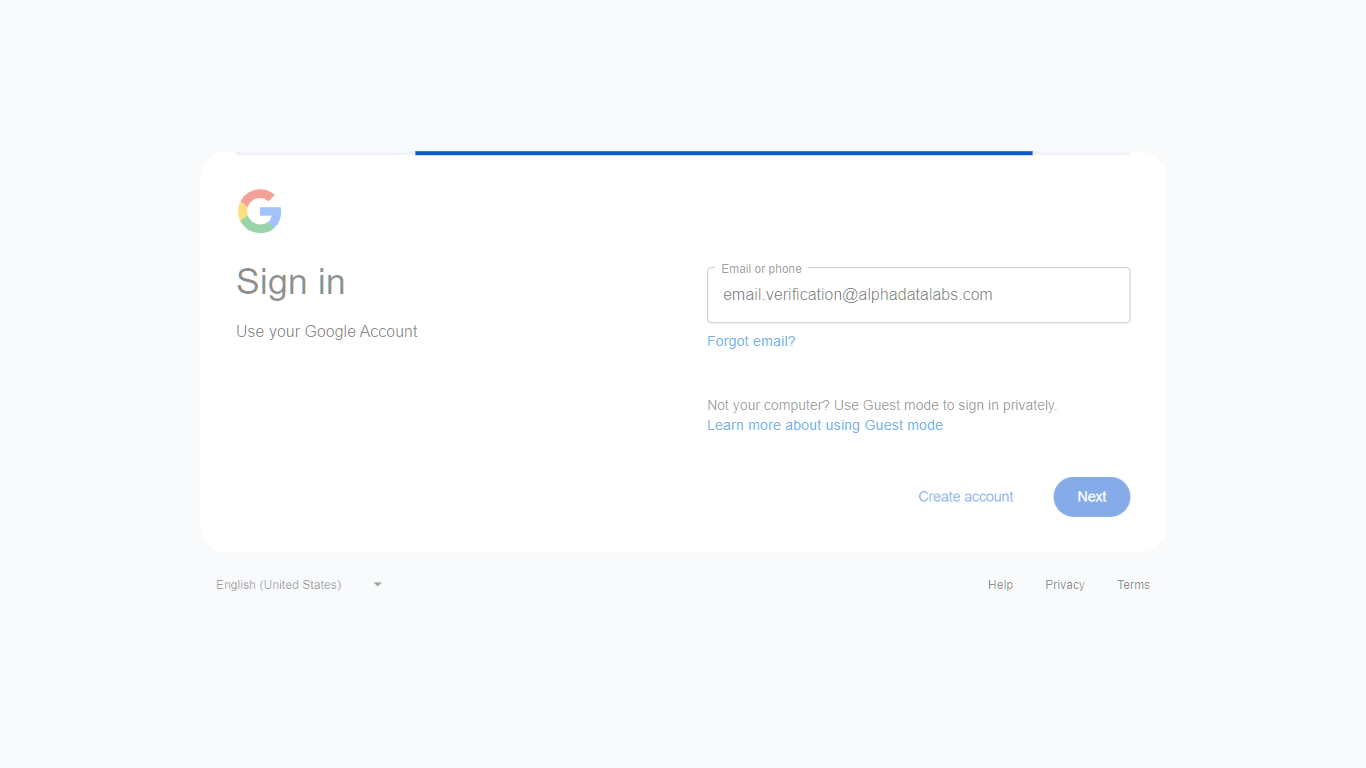 Sign in
Use your Google Account
Email or phone
email.verification@alphadatalabs.com
Forgot email?
Not your computer? Use Guest mode to sign in privately.
Learn more about using Guest mode
Create account
Next
English (United States)
Help
Privacy
Terms